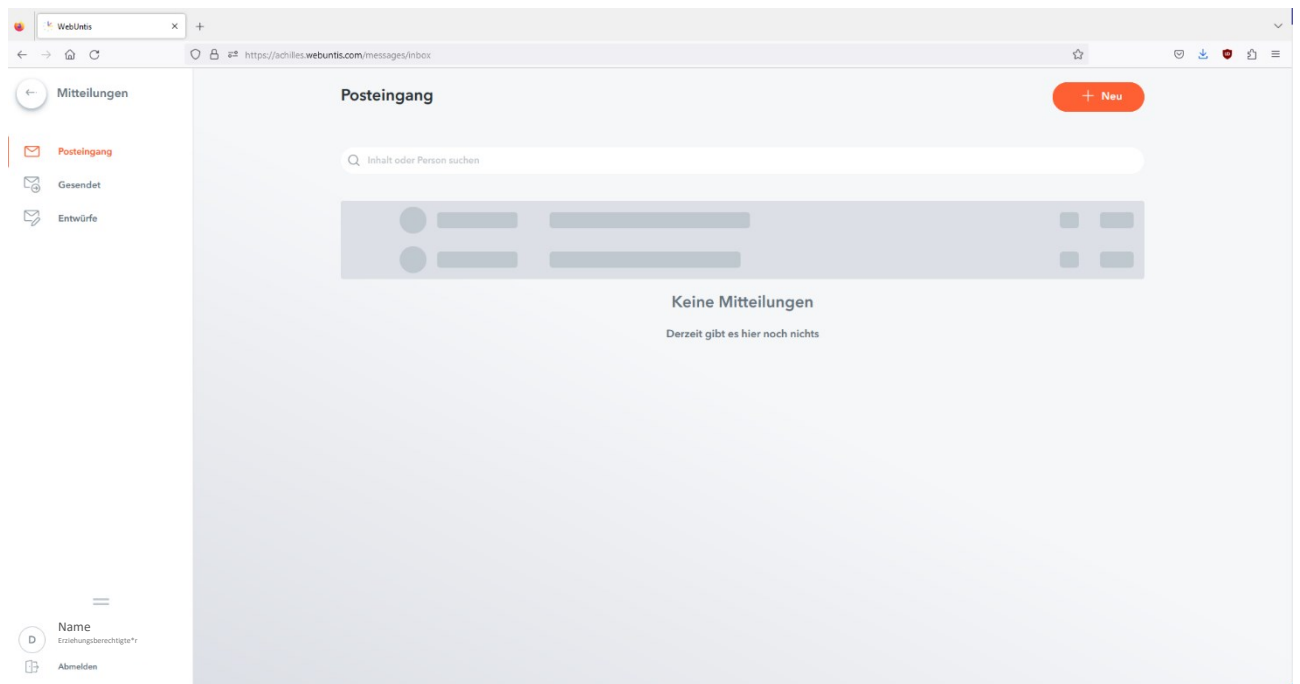 WebUntis
https://achilles.webuntis.com/messages/inbox
Mitteilungen
Posteingang
Gesendet
Entwürfe
Posteingang
+ Neu
Inhalt oder Person suchen
Keine Mitteilungen
Derzeit gibt es hier noch nichts
D
Name
Erziehungsberechtigte*r
Abmelden